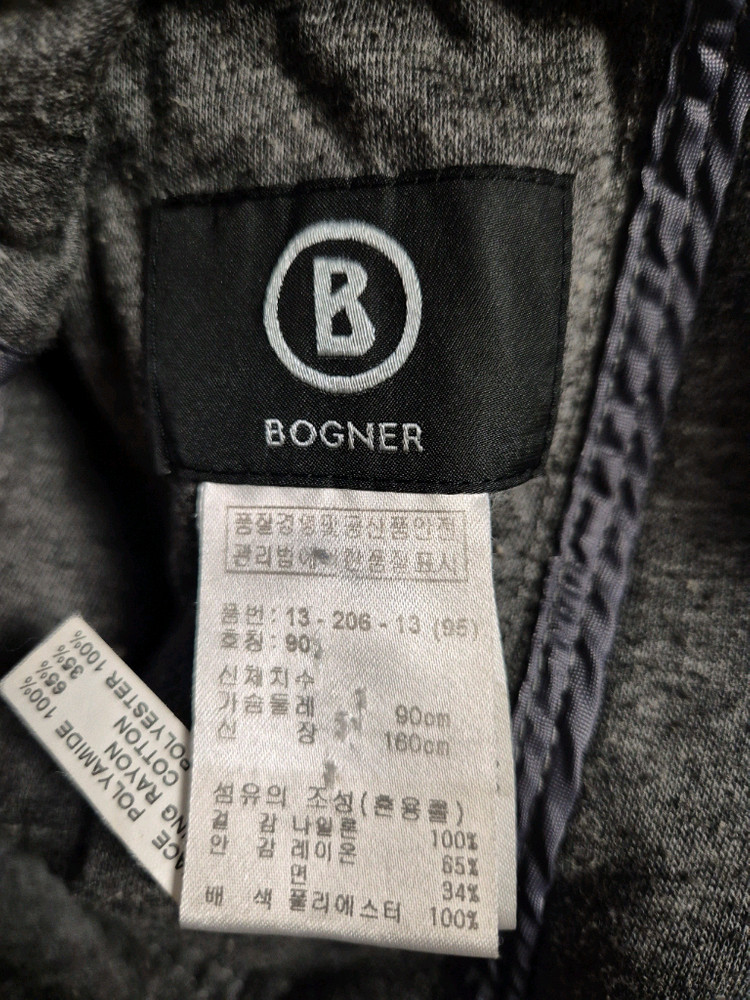 B
BOGNER
품질경영및공산품안전
관리법에 한품질표시
품번: 13 - 206 - 13 (95)
호칭: 90
신체치수
가슴둘레 90cm
신 장 160cm
섬유의 조성(혼용률)
겉 감 나일론 100%
안 감 레이온 65%
면 34%
배 색 폴리에스터 100%
ACE POLYAMIDE 100%
NG RAYON 65%
COTTON 35%
POLYESTER 100%